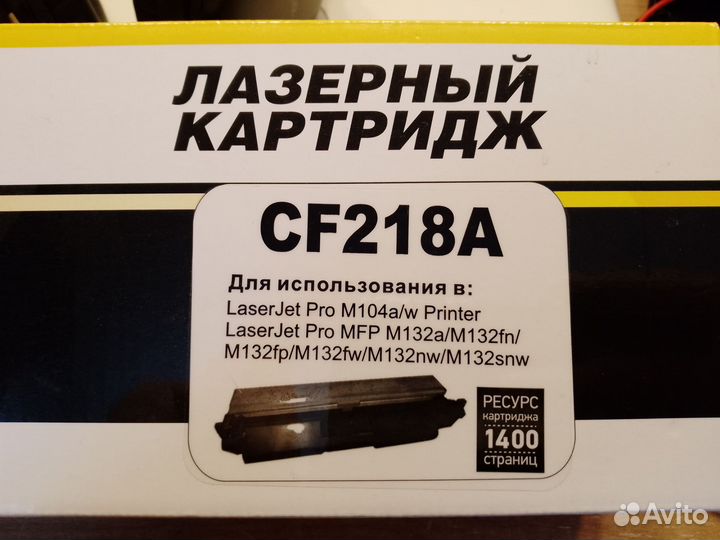 ЛАЗЕРНЫЙ
КАРТРИДЖ
CF218A
Для использования в:
LaserJet Pro M104a/w Printer
LaserJet Pro MFP M132a/M132fn/
M132fp/M132fw/M132nw/M132snw
РЕСУРС
картриджа
1400
страниц
Avito